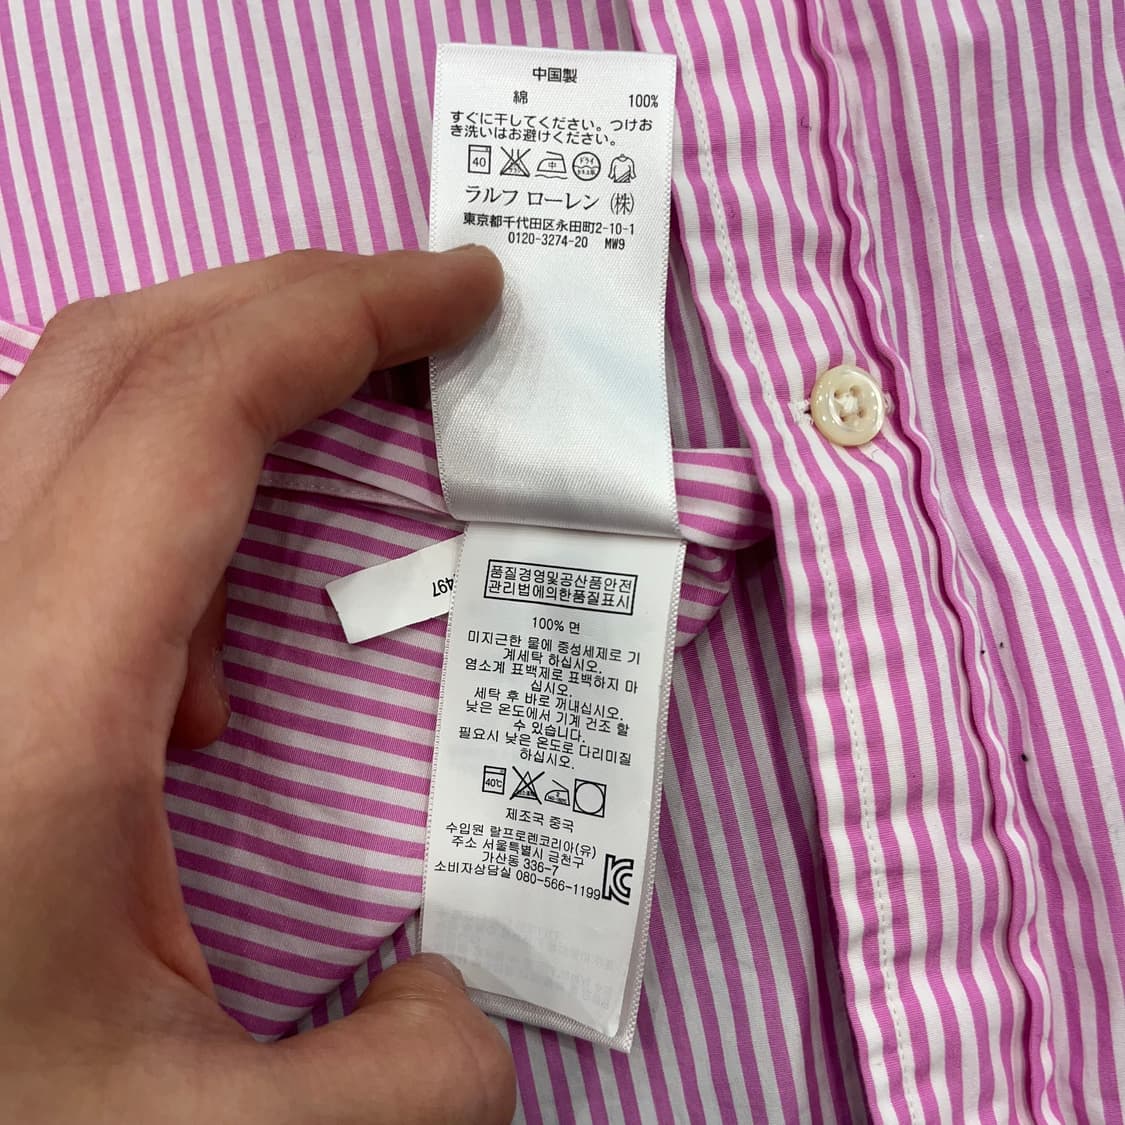 中国製
綿 100%
すぐに干してください。つけお
き洗いはお避けください。
40 中 ドライ
ラルフ ローレン (株)
東京都千代田区永田町2-10-1
0120-3274-20 MW9
497
품질경영및공산품안전
관리법에의한품질표시
100% 면
미지근한 물에 중성세제로 기
계세탁 하십시오.
염소계 표백제로 표백하지 마
십시오.
세탁 후 바로 꺼내십시오.
낮은 온도에서 기계 건조 할
수 있습니다.
필요시 낮은 온도로 다리미질
하십시오.
40℃
제조국 중국
수입원 랄프로렌코리아(유)
주소 서울특별시 금천구
가산동 336-7
소비자상담실 080-566-1199